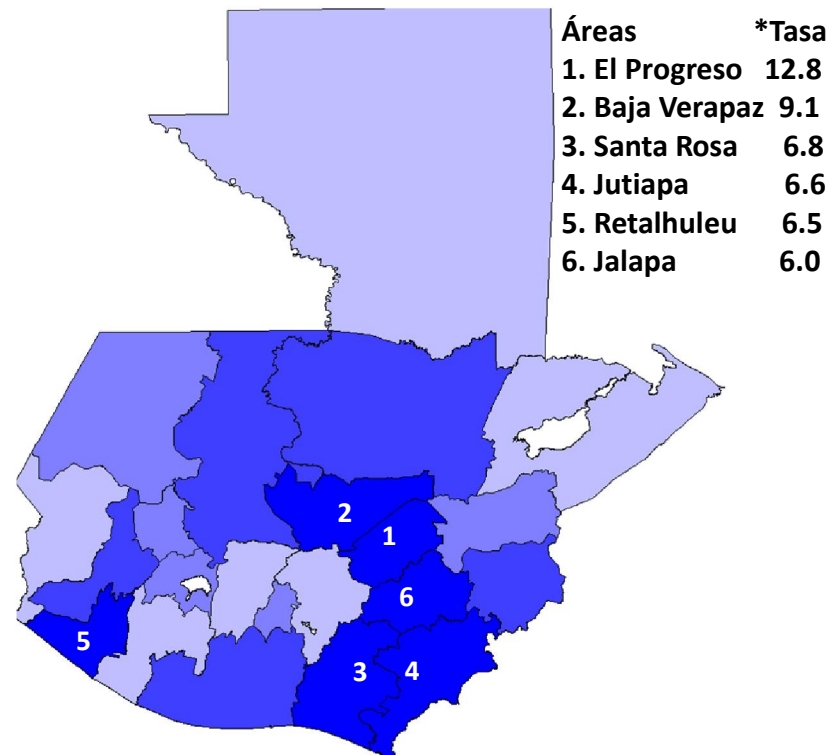 Áreas *Tasa
1. El Progreso 12.8
2. Baja Verapaz 9.1
3. Santa Rosa 6.8
4. Jutiapa 6.6
5. Retalhuleu 6.5
6. Jalapa 6.0
2
1
6
5
3 4